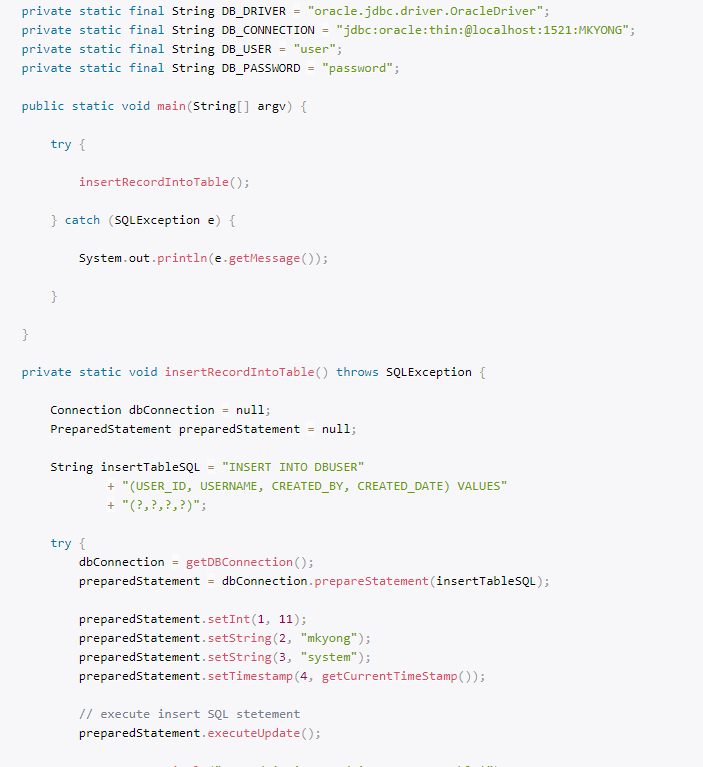 private static final String DB_DRIVER = "oracle.jdbc.driver.OracleDriver";
private static final String DB_CONNECTION = "jdbc:oracle:thin:@localhost:1521:MKYONG";
private static final String DB_USER = "user";
private static final String DB_PASSWORD = "password";
public static void main(String[] argv) {
try {
insertRecordIntoTable();
} catch (SQLException e) {
System.out.println(e.getMessage());
}
}
private static void insertRecordIntoTable() throws SQLException {
Connection dbConnection = null;
PreparedStatement preparedStatement = null;
String insertTableSQL = "INSERT INTO DBUSER"
+ "(USER_ID, USERNAME, CREATED_BY, CREATED_DATE) VALUES"
+ "(?,?,?,?)";
try {
dbConnection = getDBConnection();
preparedStatement = dbConnection.prepareStatement(insertTableSQL);
preparedStatement.setInt(1, 11);
preparedStatement.setString(2, "mkyong");
preparedStatement.setString(3, "system");
preparedStatement.setTimestamp(4, getCurrentTimeStamp());
// execute insert SQL stetement
preparedStatement.executeUpdate();